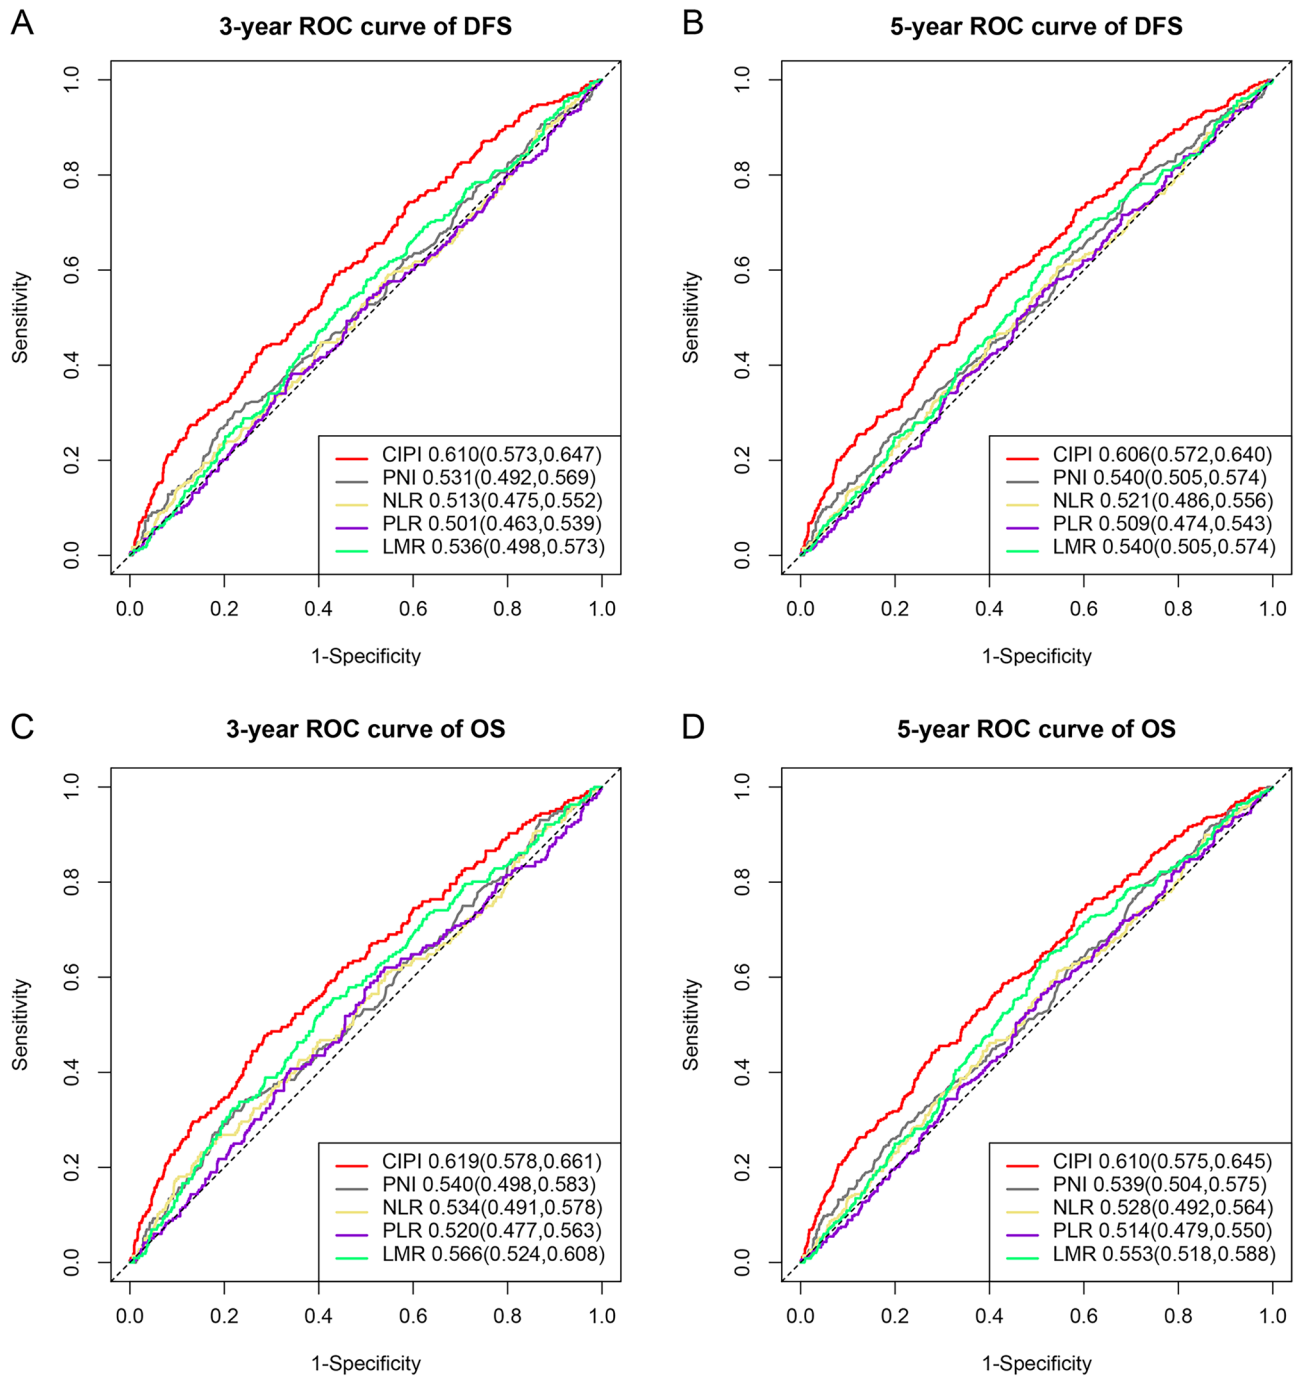 A
3-year ROC curve of DFS
Sensitivity
0.0 0.2 0.4 0.6 0.8 1.0
CIPI 0.610(0.573,0.647)
PNI 0.531(0.492,0.569)
NLR 0.513(0.475,0.552)
PLR 0.501(0.463,0.539)
LMR 0.536(0.498,0.573)
0.0 0.2 0.4 0.6 0.8 1.0
1-Specificity
B
5-year ROC curve of DFS
Sensitivity
0.0 0.2 0.4 0.6 0.8 1.0
CIPI 0.606(0.572,0.640)
PNI 0.540(0.505,0.574)
NLR 0.521(0.486,0.556)
PLR 0.509(0.474,0.543)
LMR 0.540(0.505,0.574)
0.0 0.2 0.4 0.6 0.8 1.0
1-Specificity
C
3-year ROC curve of OS
Sensitivity
0.0 0.2 0.4 0.6 0.8 1.0
CIPI 0.619(0.578,0.661)
PNI 0.540(0.498,0.583)
NLR 0.534(0.491,0.578)
PLR 0.520(0.477,0.563)
LMR 0.566(0.524,0.608)
0.0 0.2 0.4 0.6 0.8 1.0
1-Specificity
D
5-year ROC curve of OS
Sensitivity
0.0 0.2 0.4 0.6 0.8 1.0
CIPI 0.610(0.575,0.645)
PNI 0.539(0.504,0.575)
NLR 0.528(0.492,0.564)
PLR 0.514(0.479,0.550)
LMR 0.553(0.518,0.588)
0.0 0.2 0.4 0.6 0.8 1.0
1-Specificity